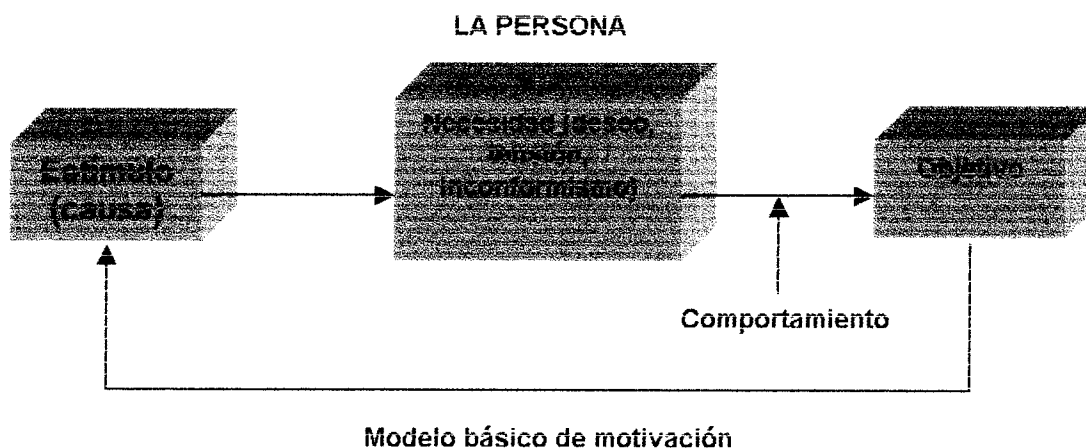 LA PERSONA
Estímulo
(causa)
Necesidad (deseo,
tensión,
inconformismo)
Objetivo
Comportamiento
Modelo básico de motivación